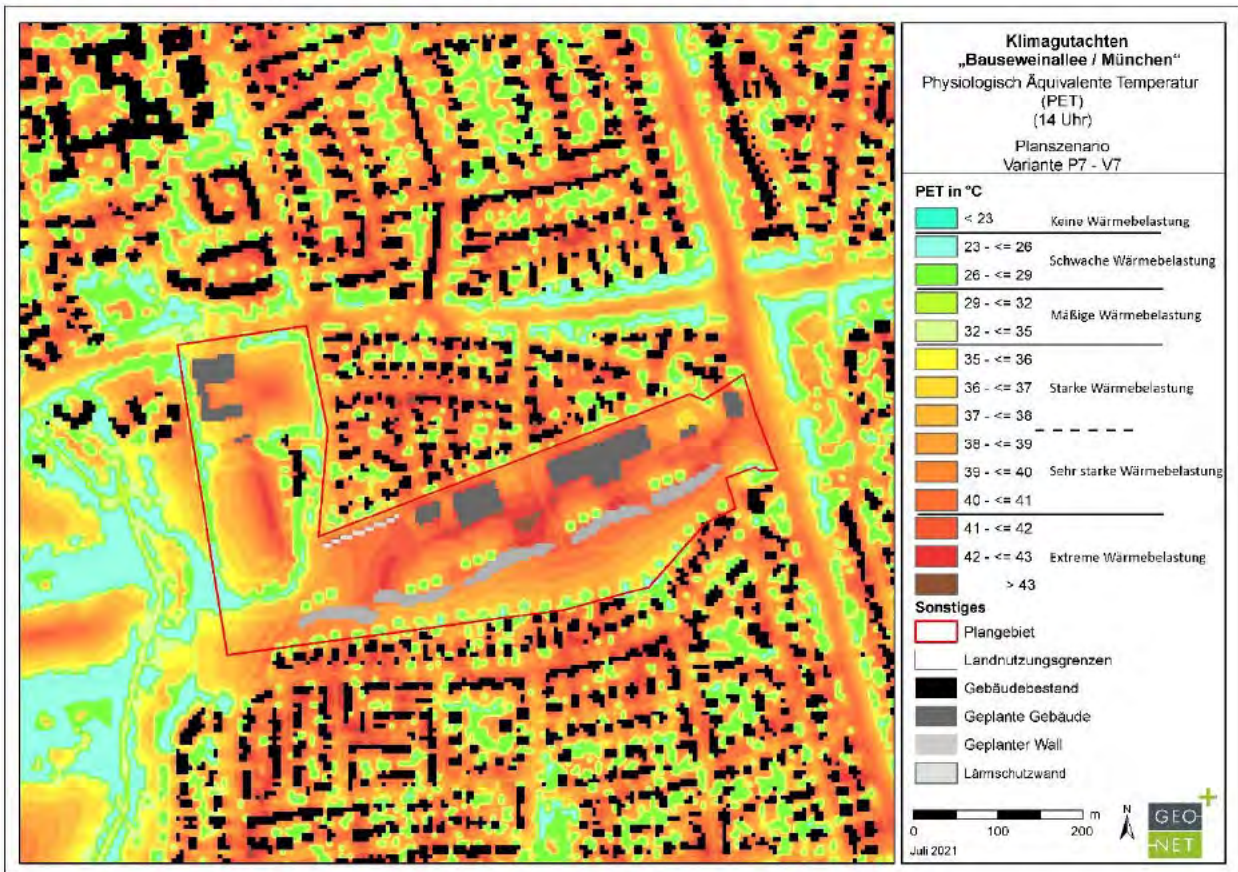 Klimagutachten
„Bauseweinallee / München"
Physiologisch Äquivalente Temperatur
(PET)
(14 Uhr)
Planszenario
Variante P7 - V7
PET in °C
< 23 Keine Wärmebelastung
23 - <= 26
Schwache Wärmebelastung
26 - <= 29
29 - <= 32
Mäßige Wärmebelastung
32 - <= 35
35 - <= 36
36 - <= 37 Starke Wärmebelastung
37 - <= 38
38 - <= 39
39 - <= 40 Sehr starke Wärmebelastung
40 - <= 41
41 - <= 42
42 - <= 43 Extreme Wärmebelastung
> 43
Sonstiges
Plangebiet
Landnutzungsgrenzen
Gebäudebestand
Geplante Gebäude
Geplanter Wall
Lärmschutzwand
0 100 200 m
N
Juli 2021
GEO-
-NET